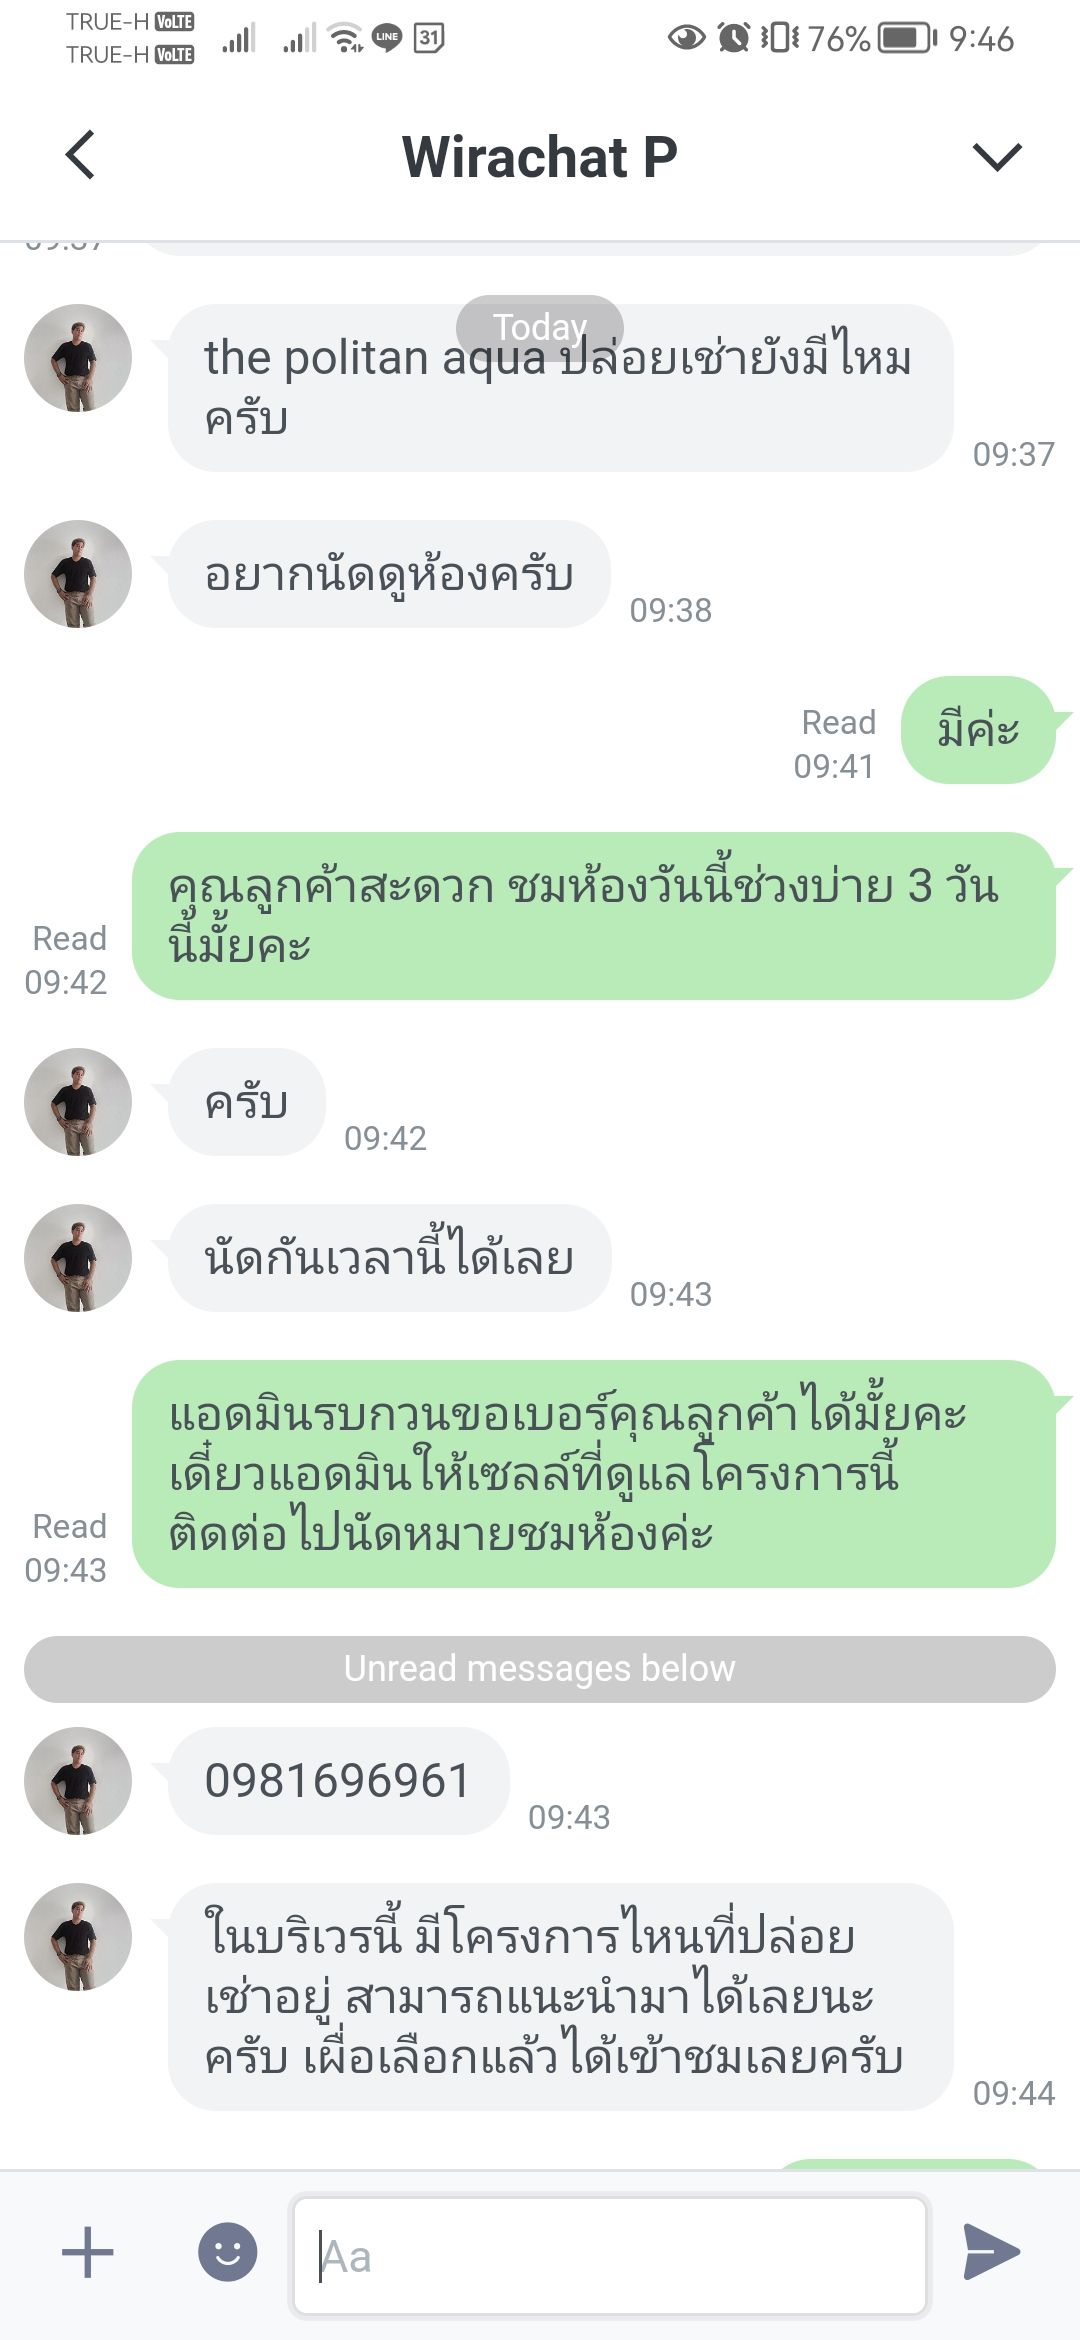 TRUE-H VoLTE
TRUE-H VoLTE
LINE
31
76%
9:46
Wirachat P
09:37
Today
the politan aqua ปล่อยเช่ายังมีไหม
ครับ
09:37
อยากนัดดูห้องครับ
09:38
มีค่ะ
Read
09:41
คุณลูกค้าสะดวก ชมห้องวันนี้ช่วงบ่าย 3 วัน
นี้มั้ยคะ
Read
09:42
ครับ
09:42
นัดกันเวลานี้ได้เลย
09:43
แอดมินรบกวนขอเบอร์คุณลูกค้าได้มั้ยคะ
เดี๋ยวแอดมินให้เซลล์ที่ดูแลโครงการนี้
ติดต่อไปนัดหมายชมห้องค่ะ
Read
09:43
Unread messages below
0981696961
09:43
ในบริเวรนี้ มีโครงการไหนที่ปล่อย
เช่าอยู่ สามารถแนะนำมาได้เลยนะ
ครับ เผื่อเลือกแล้วได้เข้าชมเลยครับ
09:44
Aa